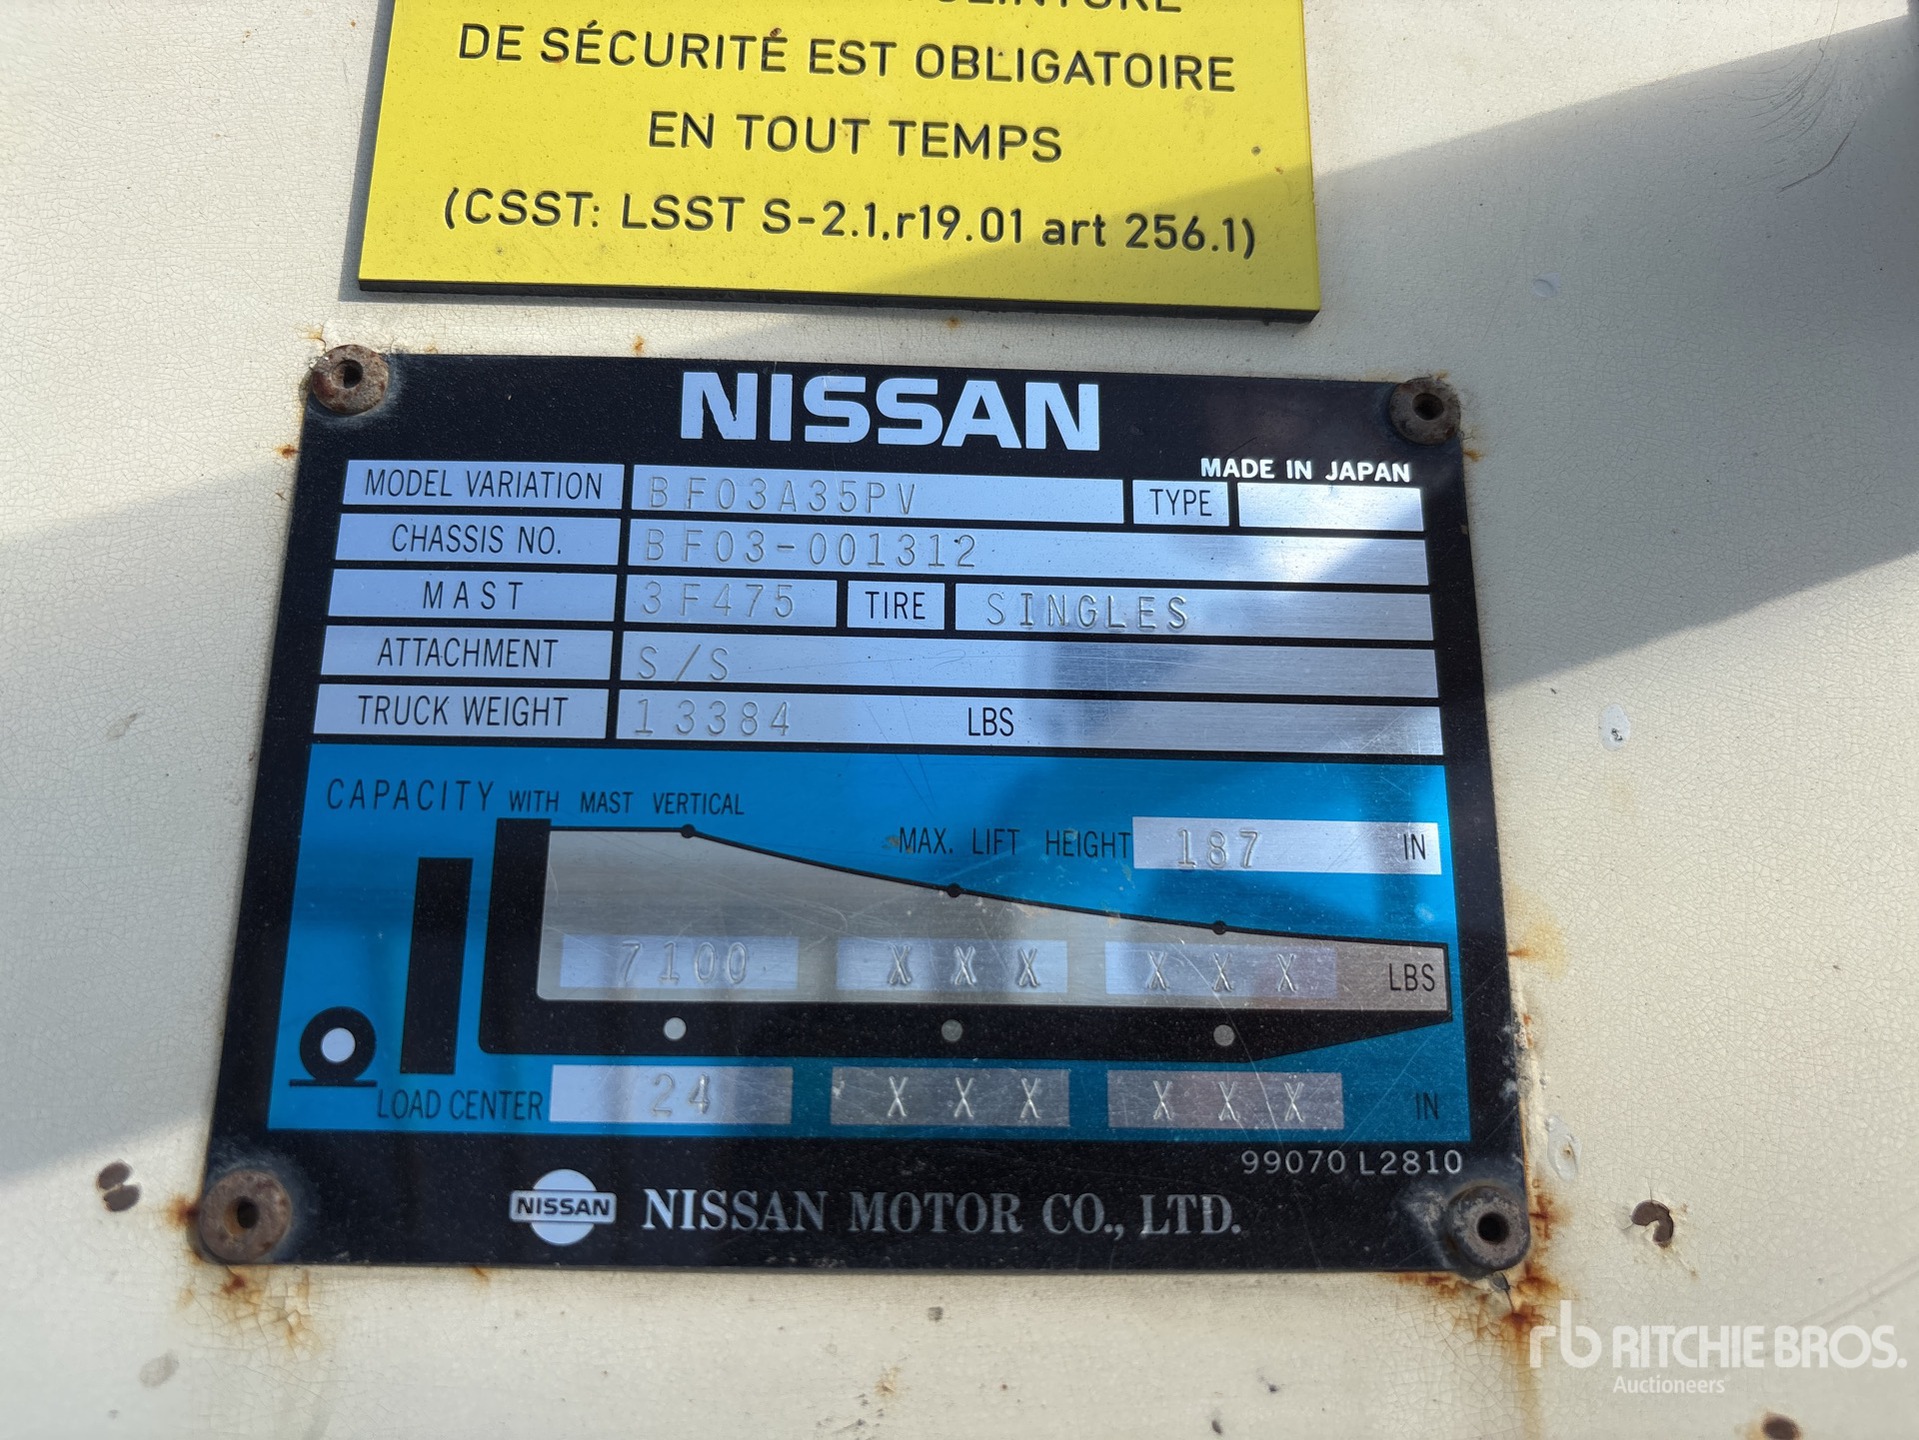 CEINTURE
DE SÉCURITÉ EST OBLIGATOIRE
EN TOUT TEMPS
(CSST: LSST S-2.1,r19.01 art 256.1)
NISSAN
MADE IN JAPAN
MODEL VARIATION BF03A35PV TYPE
CHASSIS NO. BF03-001312
MAST 3F475 TIRE SINGLES
ATTACHMENT S/S
TRUCK WEIGHT 13384 LBS
CAPACITY WITH MAST VERTICAL
MAX. LIFT HEIGHT 187 IN
7100 XXX XXX LBS
LOAD CENTER 24 XXX XXX IN
99070 L2810
NISSAN NISSAN MOTOR CO., LTD.
rb RITCHIE BROS.
Auctioneers